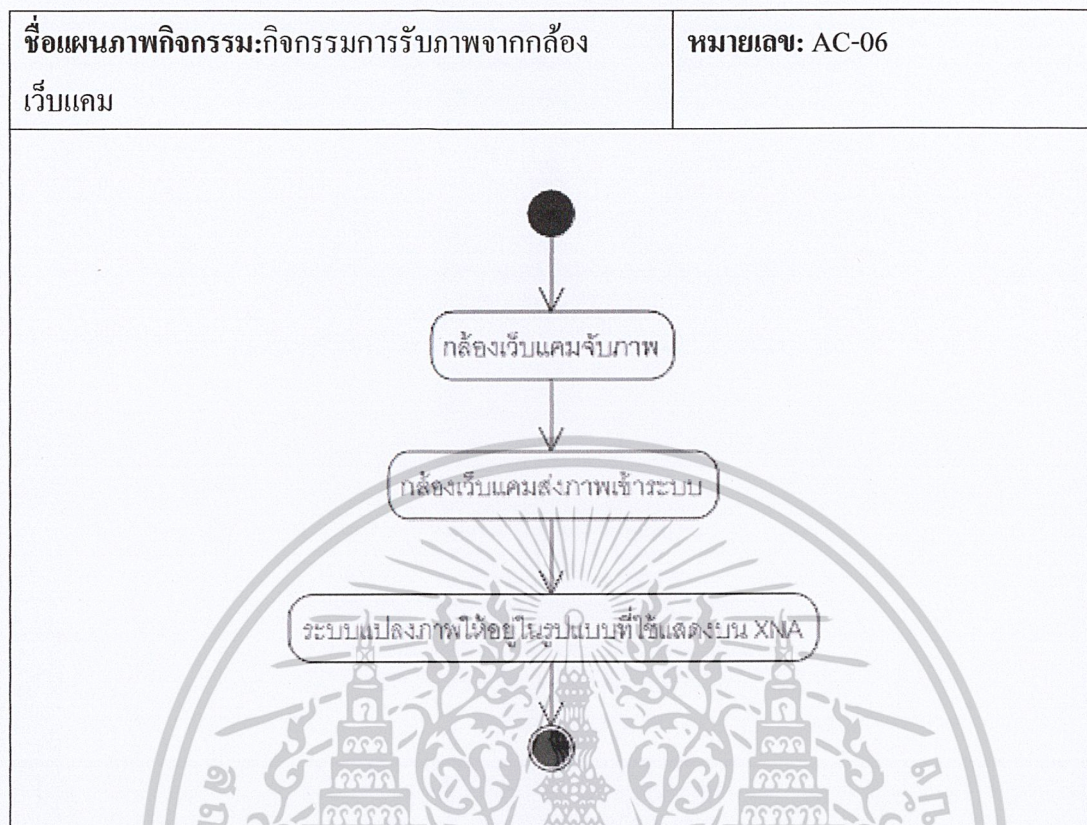 ชื่อแผนภาพกิจกรรม:กิจกรรมการรับภาพจากกล้อง
เว็บแคม
หมายเลข: AC-06
กล้องเว็บแคมจับภาพ
กล้องเว็บแคมส่งภาพเข้าระบบ
ระบบแปลงภาพให้อยู่ในรูปแบบที่ใช้แสดงบน XNA